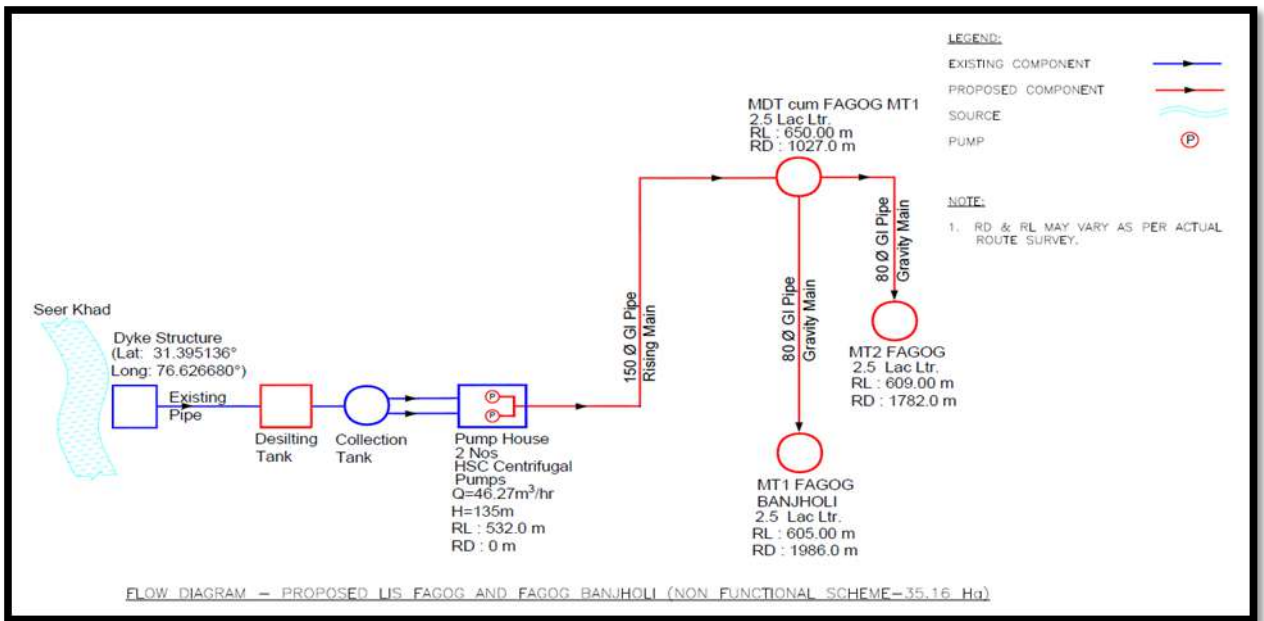 LEGEND:
EXISTING COMPONENT
PROPOSED COMPONENT
SOURCE
PUMP
P
NOTE:
1. RD & RL MAY VARY AS PER ACTUAL
ROUTE SURVEY.
MDT cum FAGOG MT1
2.5 Lac Ltr.
RL : 650.00 m
RD : 1027.0 m
150 Ø GI Pipe
Rising Main
80 Ø GI Pipe
Gravity Main
80 Ø GI Pipe
Gravity Main
Seer Khad
Dyke Structure
(Lat: 31.395136°
Long: 76.626680°)
Existing
Pipe
Desilting
Tank
Collection
Tank
P
P
Pump House
2 Nos
HSC Centrifugal
Pumps
Q=46.27m³/hr
H=135m
RL : 532.0 m
RD : 0 m
MT2 FAGOG
2.5 Lac Ltr.
RL : 609.00 m
RD : 1782.0 m
MT1 FAGOG
BANJHOLI
2.5 Lac Ltr.
RL : 605.00 m
RD : 1986.0 m
FLOW DIAGRAM – PROPOSED LIS FAGOG AND FAGOG BANJHOLI (NON FUNCTIONAL SCHEME–35.16 Ha)